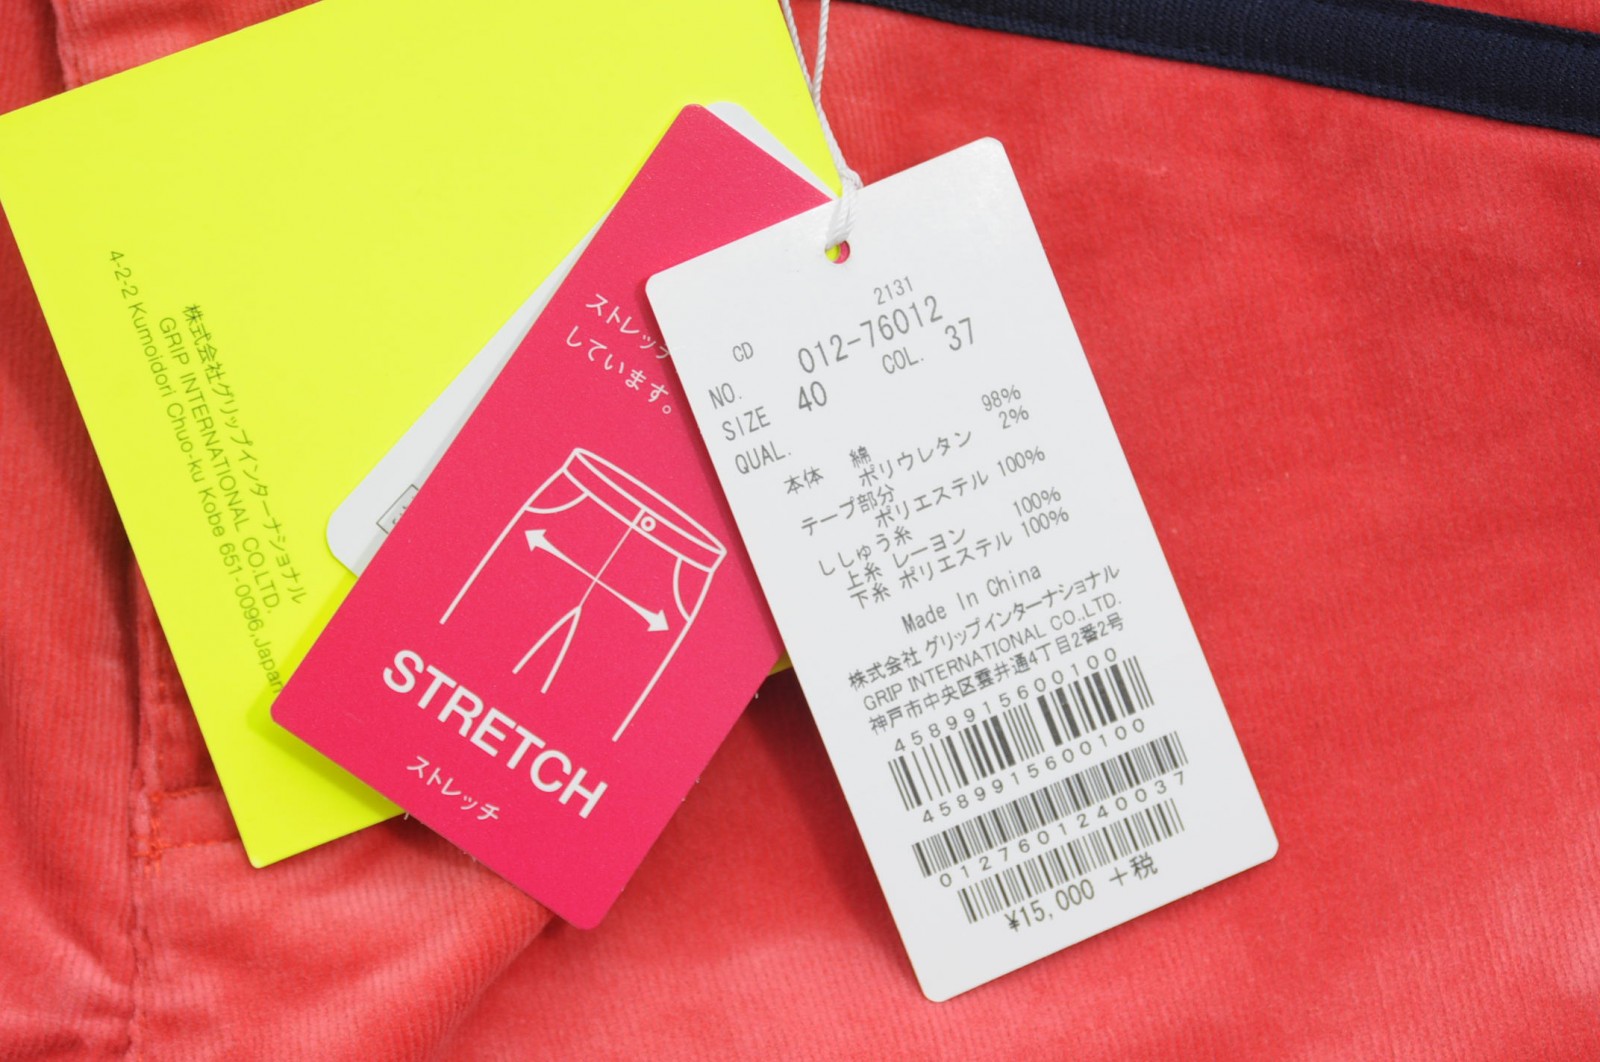 株式会社グリップインターナショナル
GRIP INTERNATIONAL CO.LTD.
4-2-2 Kumoidori Chuo-ku Kobe 651-0096,Japan
ストレッチ
しています。
STRETCH
ストレッチ
2131
CD
NO. 012-76012
SIZE 40 COL. 37
QUAL.
本体 綿 98%
ポリウレタン 2%
テープ部分
ポリエステル 100%
ししゅう糸
上糸 レーヨン 100%
下糸 ポリエステル 100%
Made In China
株式会社 グリップインターナショナル
GRIP INTERNATIONAL CO.,LTD.
神戸市中央区雲井通4丁目2番2号
4589915600100
4589915600100
0127601240037
¥15,000 +税